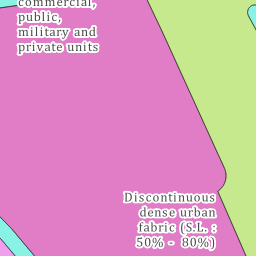 commercial,
public,
military and
private units
Discontinuous
dense urban
fabric (S.L. :
50% -  80%)